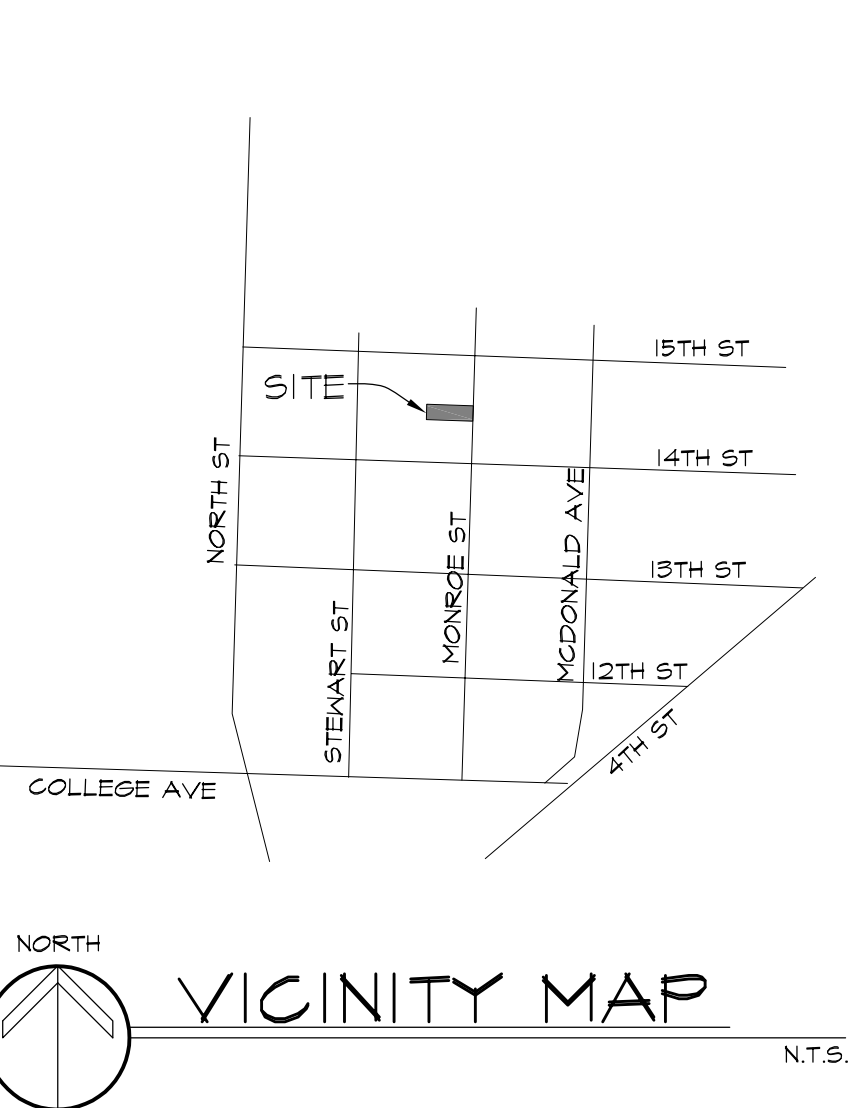 15TH ST
SITE
14TH ST
NORTH ST
MCDONALD AVE
MONROE ST
13TH ST
STEWART ST
12TH ST
4TH ST
COLLEGE AVE
NORTH
VICINITY MAP
N.T.S.